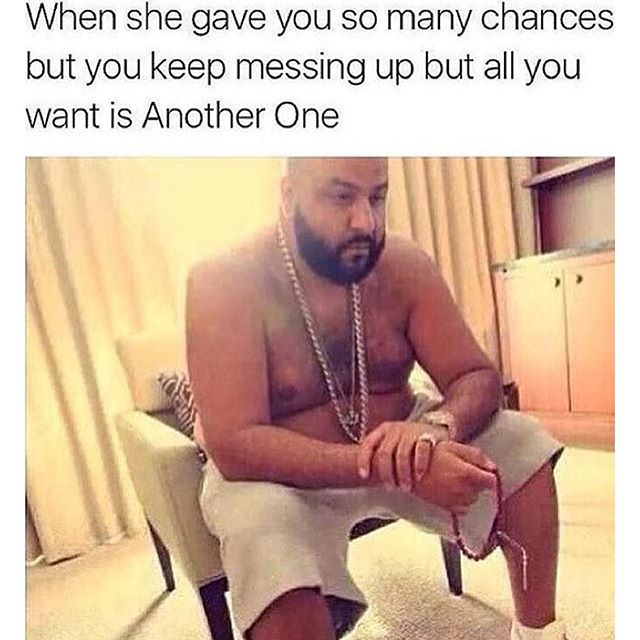 When she gave you so many chances
but you keep messing up but all you
want is Another One